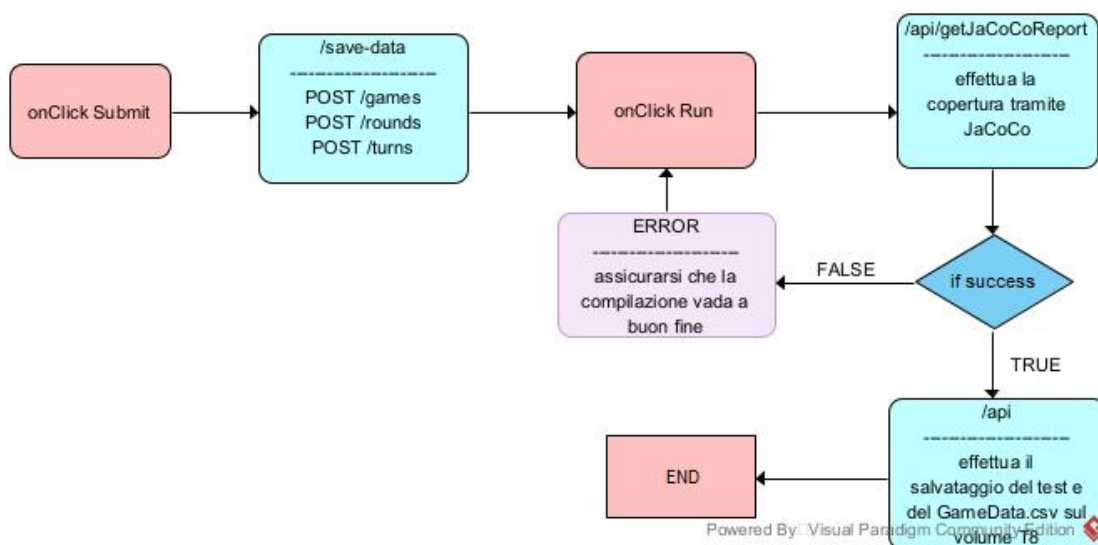 onClick Submit
/save-data
------------------------
POST /games
POST /rounds
POST /turns
onClick Run
/api/getJaCoCoReport
------------------------
effettua la
copertura tramite
JaCoCo
if success
FALSE
ERROR
------------------------
assicurarsi che la
compilazione vada a
buon fine
TRUE
/api
------------------------
effettua il
salvataggio del test e
del GameData.csv sul
volume T8
END
Powered By Visual Paradigm Community Edition